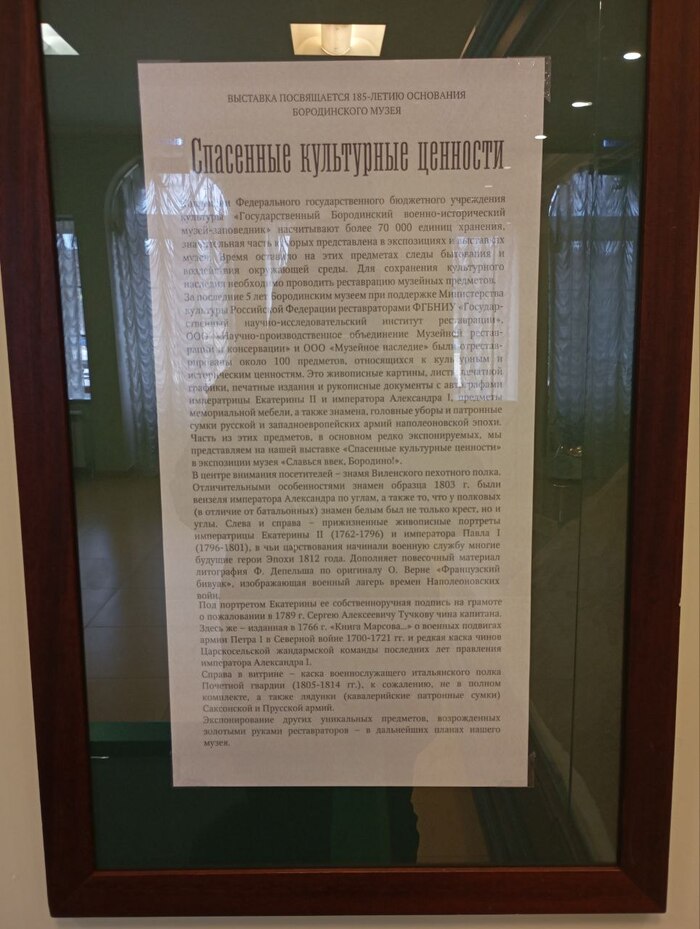 ВЫСТАВКА ПОСВЯЩАЕТСЯ 185-ЛЕТИЮ ОСНОВАНИЯ
БОРОДИНСКОГО МУЗЕЯ
Спасенные культурные ценности
Федерального государственного бюджетного учреждения
культуры «Государственный Бородинский военно-исторический
музей-заповедник» насчитывают более 70 000 единиц хранения,
значительная часть которых представлена в экспозициях и выставках
музея. Время оставило на этих предметах следы бытования и
воздействия окружающей среды. Для сохранения культурного
наследия необходимо проводить реставрацию музейных предметов.
За последние 5 лет Бородинским музеем при поддержке Министерства
культуры Российской Федерации реставраторами ФГБНИУ «Государ-
ственный научно-исследовательский институт реставрации»,
ООО «Научно-производственное объединение Музейной рестав-
рации и консервации» и ООО «Музейное наследие» были отрестав-
рированы около 100 предметов, относящихся к культурным и
историческим ценностям. Это живописные картины, листы печатной
графики, печатные издания и рукописные документы с автографами
императрицы Екатерины II и императора Александра I, предметы
мемориальной мебели, а также знамена, головные уборы и патронные
сумки русской и западноевропейских армий наполеоновской эпохи.
Часть из этих предметов, в основном редко экспонируемых, мы
представляем на нашей выставке «Спасенные культурные ценности»
в экспозиции музея «Славься ввек, Бородино!».
В центре внимания посетителей – знамя Виленского пехотного полка.
Отличительными особенностями знамен образца 1803 г. были
вензеля императора Александра по углам, а также то, что у полковых
(в отличие от батальонных) знамен белым был не только крест, но и
углы. Слева и справа – прижизненные живописные портреты
императрицы Екатерины II (1762-1796) и императора Павла I
(1796-1801), в чьи царствования начинали военную службу многие
будущие герои Эпохи 1812 года. Дополняет повесочный материал
литография Ф. Депельша по оригиналу О. Верне «Французский
бивуак», изображающая военный лагерь времен Наполеоновских
войн.
Под портретом Екатерины ее собственноручная подпись на грамоте
о пожаловании в 1789 г. Сергею Алексеевичу Тучкову чина капитана.
Здесь же – изданная в 1766 г. «Книга Марсова...» о военных подвигах
армии Петра I в Северной войне 1700-1721 гг. и редкая каска чинов
Царскосельской жандармской команды последних лет правления
императора Александра I.
Справа в витрине – каска военнослужащего итальянского полка
Почетной гвардии (1805-1814 гг.), к сожалению, не в полном
комплекте, а также лядунки (кавалерийские патронные сумки)
Саксонской и Прусской армий.
Экспонирование других уникальных предметов, возрожденных
золотыми руками реставраторов – в дальнейших планах нашего
музея.